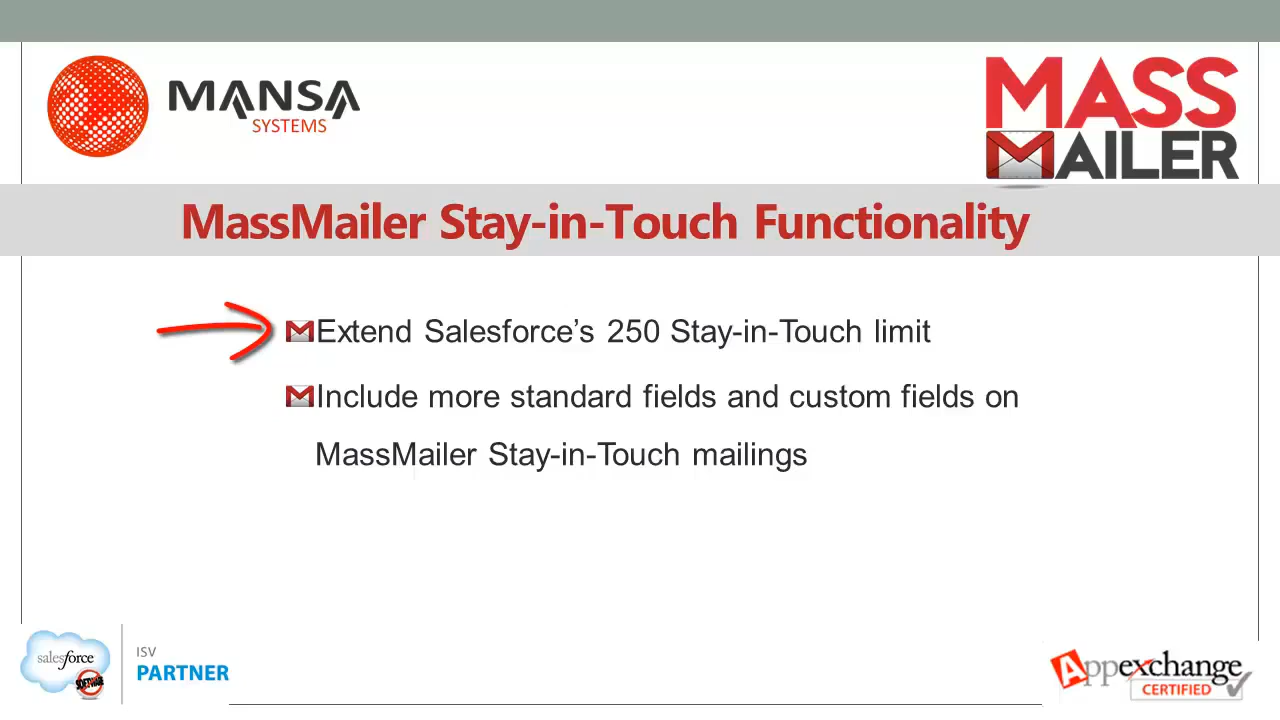 MANSA
SYSTEMS
MASS
MAILER
MassMailer Stay-in-Touch Functionality
Extend Salesforce’s 250 Stay-in-Touch limit
Include more standard fields and custom fields on
MassMailer Stay-in-Touch mailings
salesforce
SOFTWARE
ISV
PARTNER
Appexchange
CERTIFIED